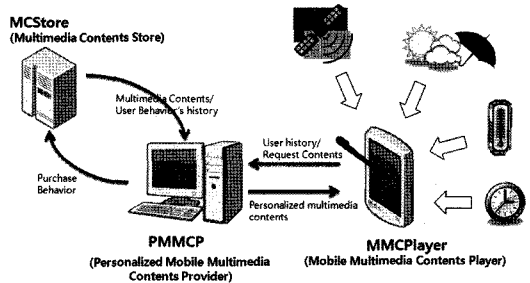 MCStore
(Multimedia Contents Store)
Multimedia Contents/
User Behavior's history
User history/
Request Contents
Purchase
Behavior
Personalized multimedia
contents
PMMCP
(Personalized Mobile Multimedia
Contents Provider)
MMCPlayer
(Mobile Multimedia Contents Player)